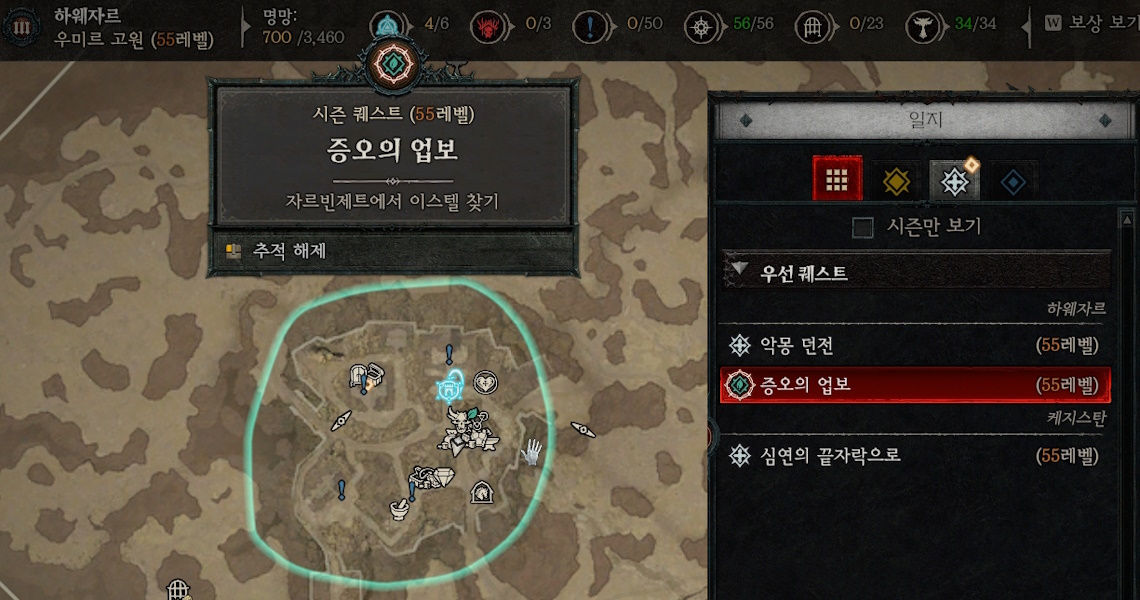 III
하웨자르
우미르 고원 (55레벨)
명망:
700 /3,460
4/6
0/3
0/50
56/56
0/23
34/34
W 보상 보기
시즌 퀘스트 (55레벨)
증오의 업보
자르빈제트에서 이스텔 찾기
추적 해제
일지
시즌만 보기
우선 퀘스트
하웨자르
악몽 던전 (55레벨)
증오의 업보 (55레벨)
케지스탄
심연의 끝자락으로 (55레벨)